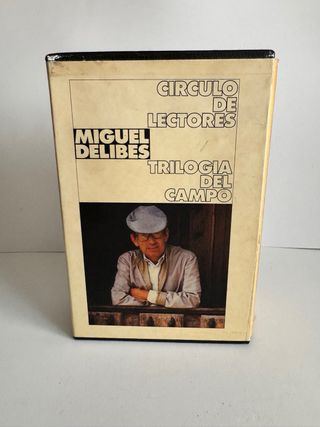 CIRCULO
DE
LECTORES
MIGUEL
DELIBES
TRILOGIA
DEL
CAMPO